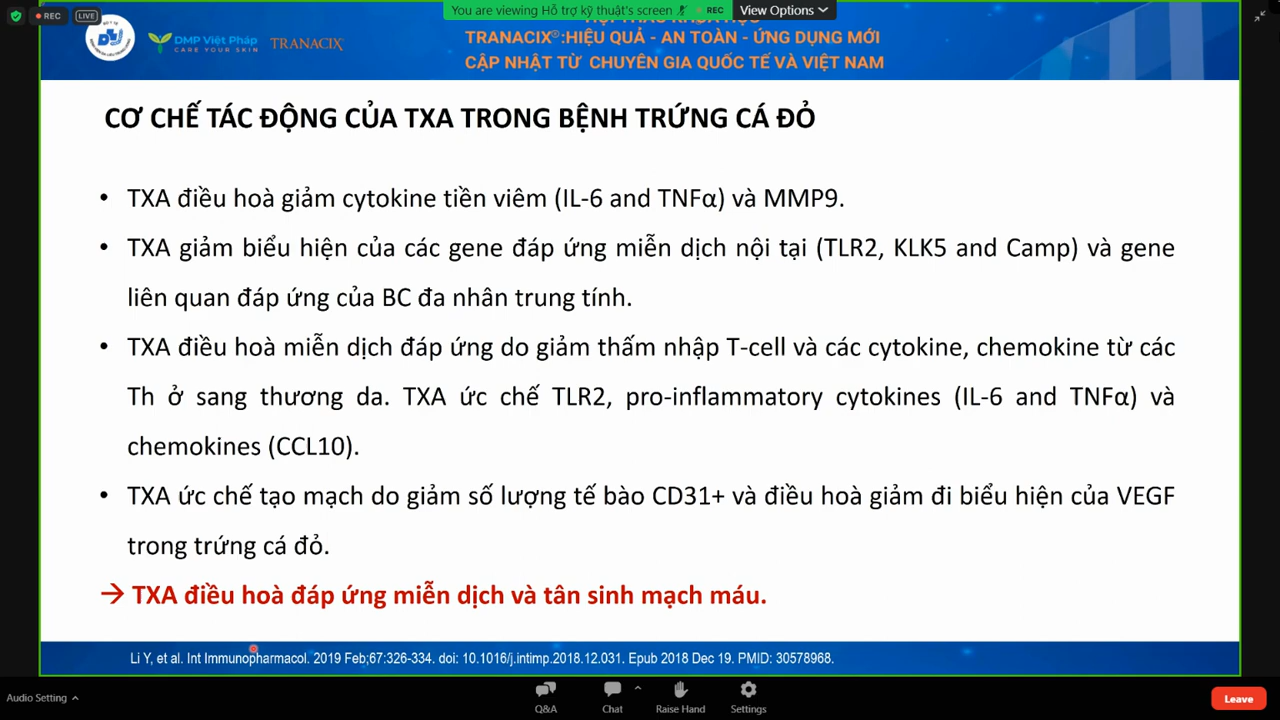 REC
LIVE
You are viewing Hỗ trợ kỹ thuật's screen
REC
View Options
DMP Việt Pháp
CARE YOUR SKIN
TRANACIX
HỘI THẢO KHOA HỌC
TRANACIX®:HIỆU QUẢ - AN TOÀN - ỨNG DỤNG MỚI
CẬP NHẬT TỪ CHUYÊN GIA QUỐC TẾ VÀ VIỆT NAM
CƠ CHẾ TÁC ĐỘNG CỦA TXA TRONG BỆNH TRỨNG CÁ ĐỎ
• TXA điều hoà giảm cytokine tiền viêm (IL-6 and TNFα) và MMP9.
• TXA giảm biểu hiện của các gene đáp ứng miễn dịch nội tại (TLR2, KLK5 and Camp) và gene
liên quan đáp ứng của BC đa nhân trung tính.
• TXA điều hoà miễn dịch đáp ứng do giảm thấm nhập T-cell và các cytokine, chemokine từ các
Th ở sang thương da. TXA ức chế TLR2, pro-inflammatory cytokines (IL-6 and TNFα) và
chemokines (CCL10).
• TXA ức chế tạo mạch do giảm số lượng tế bào CD31+ và điều hoà giảm đi biểu hiện của VEGF
trong trứng cá đỏ.
→ TXA điều hoà đáp ứng miễn dịch và tân sinh mạch máu.
Li Y, et al. Int Immunopharmacol. 2019 Feb;67:326-334. doi: 10.1016/j.intimp.2018.12.031. Epub 2018 Dec 19. PMID: 30578968.
Audio Setting
Q&A
Chat
Raise Hand
Settings
Leave